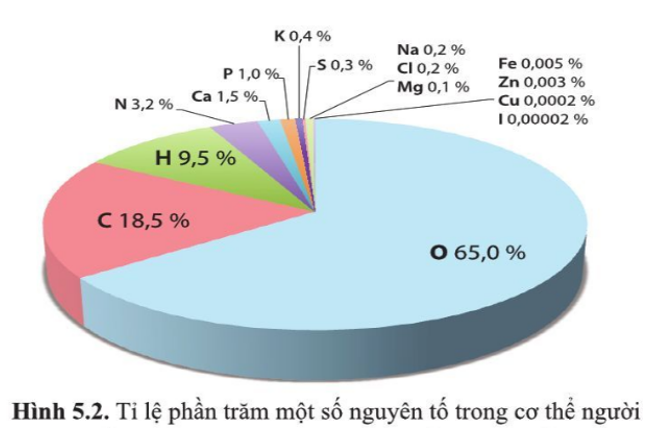 K 0,4 %
S 0,3 %
P 1,0 %
Ca 1,5 %
N 3,2 %
Na 0,2 %
Cl 0,2 %
Mg 0,1 %
Fe 0,005 %
Zn 0,003 %
Cu 0,0002 %
I 0,00002 %
H 9,5 %
C 18,5 %
O 65,0 %
Hình 5.2. Tỉ lệ phần trăm một số nguyên tố trong cơ thể người